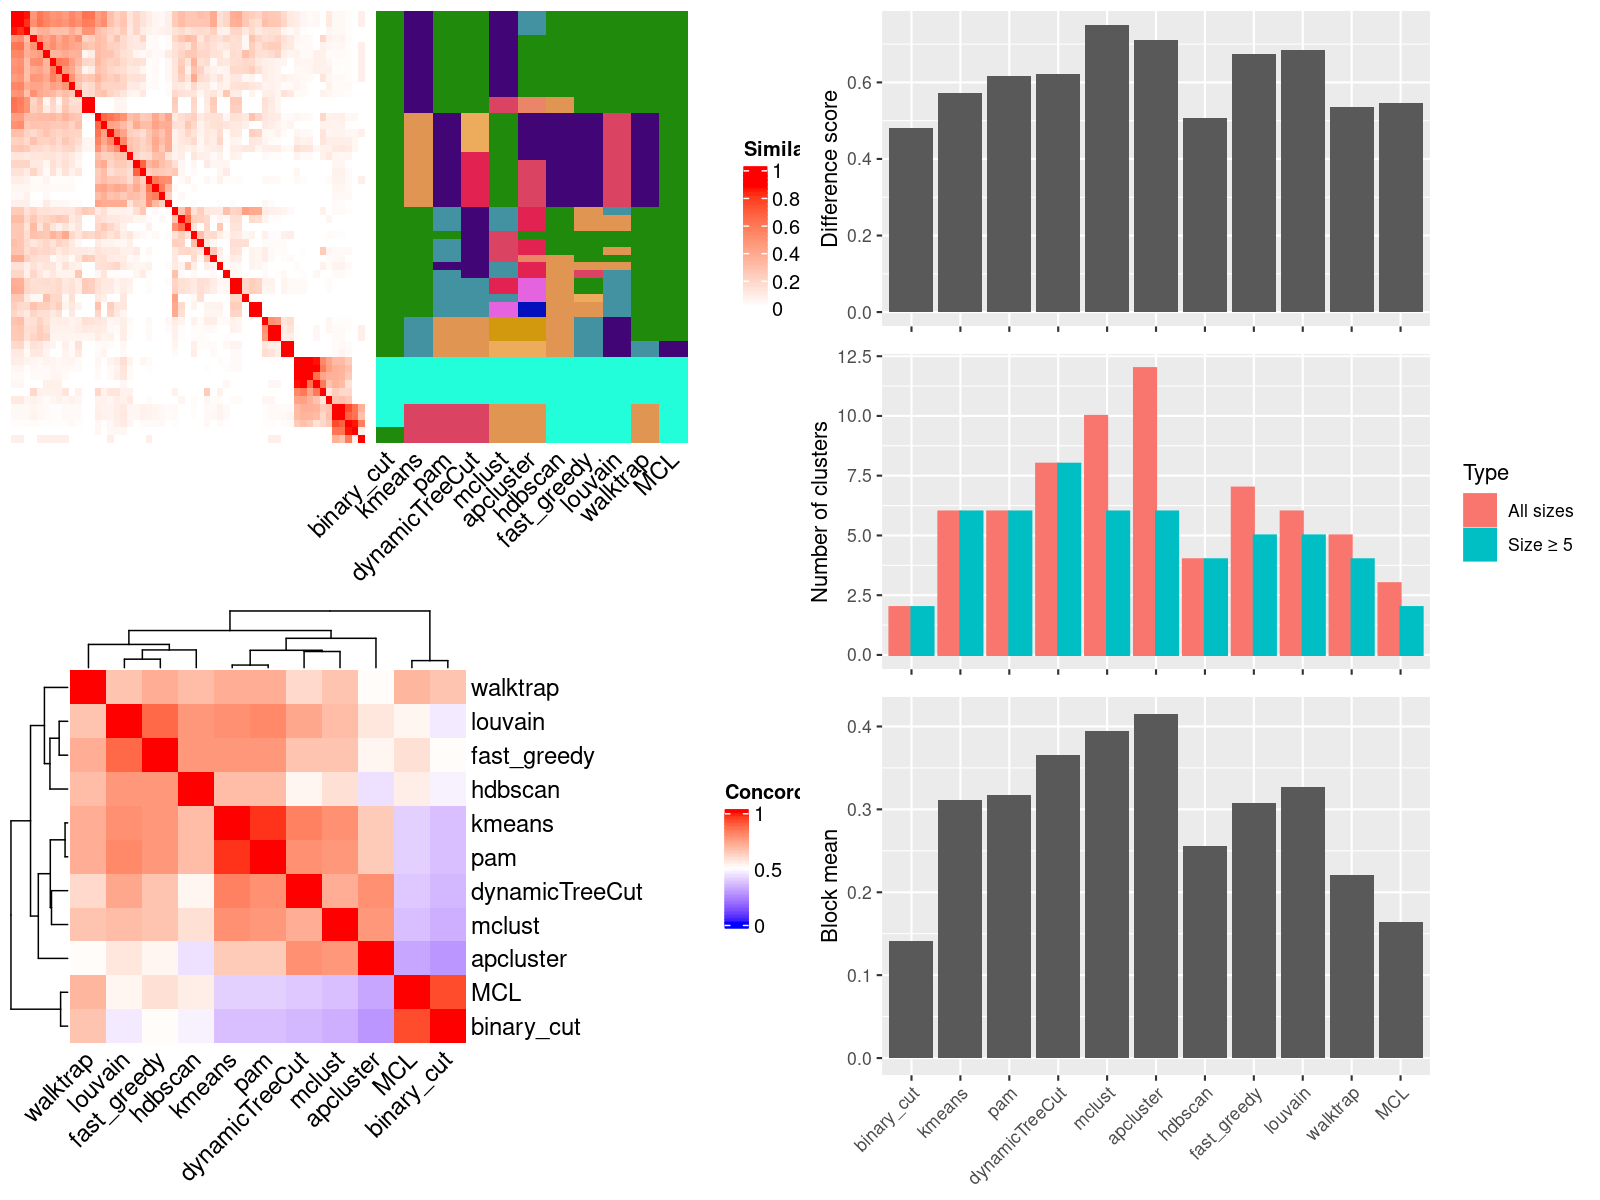 Simila
1
0.8
0.6
0.4
0.2
0
binary_cut
kmeans
pam
dynamicTreeCut
mclust
apcluster
hdbscan
fast_greedy
louvain
walktrap
MCL
walktrap
louvain
fast_greedy
hdbscan
kmeans
pam
dynamicTreeCut
mclust
apcluster
MCL
binary_cut
walktrap
louvain
fast_greedy
hdbscan
kmeans
pam
dynamicTreeCut
mclust
apcluster
MCL
binary_cut
Concord
1
0.5
0
Difference score
0.6
0.4
0.2
0.0
Number of clusters
12.5
10.0
7.5
5.0
2.5
0.0
Type
All sizes
Size ≥ 5
Block mean
0.4
0.3
0.2
0.1
0.0
binary_cut
kmeans
pam
dynamicTreeCut
mclust
apcluster
hdbscan
fast_greedy
louvain
walktrap
MCL